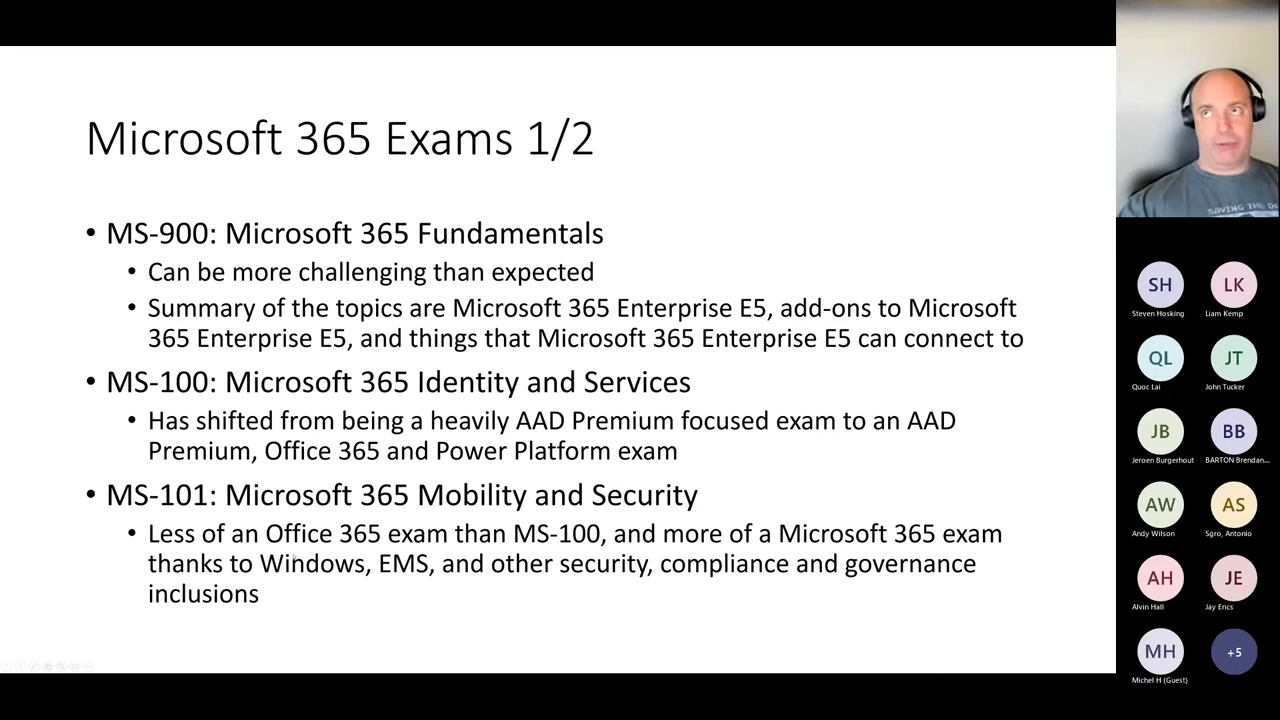 Microsoft 365 Exams 1/2
• MS-900: Microsoft 365 Fundamentals
• Can be more challenging than expected
• Summary of the topics are Microsoft 365 Enterprise E5, add-ons to Microsoft
365 Enterprise E5, and things that Microsoft 365 Enterprise E5 can connect to
• MS-100: Microsoft 365 Identity and Services
• Has shifted from being a heavily AAD Premium focused exam to an AAD
Premium, Office 365 and Power Platform exam
• MS-101: Microsoft 365 Mobility and Security
• Less of an Office 365 exam than MS-100, and more of a Microsoft 365 exam
thanks to Windows, EMS, and other security, compliance and governance
inclusions
SAVING THE
SH
LK
Steven Hosking
Liam Kemp
QL
JT
Quoc Lai
John Tucker
JB
BB
Jeroen Burgerhout
BARTON Brendan...
AW
AS
Andy Wilson
Sgro, Antonio
AH
JE
Alvin Hall
Jay Erics
MH
+5
Michel H (Guest)